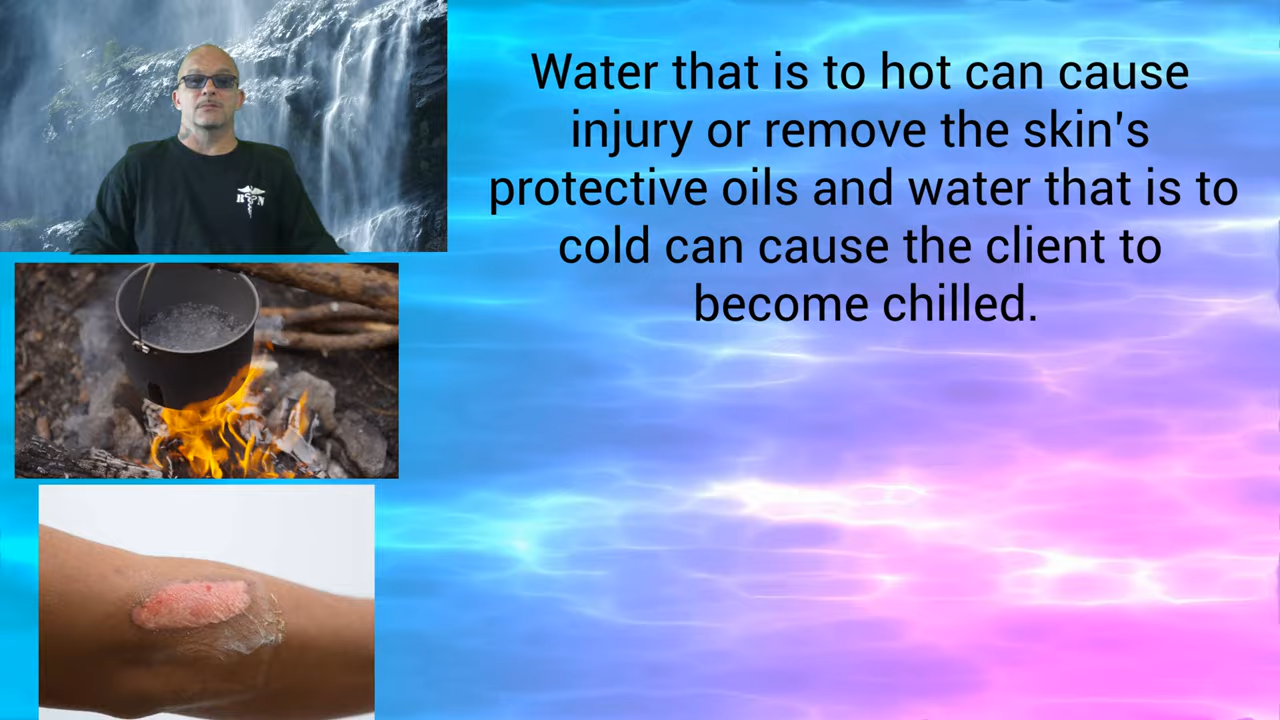 R N
Water that is to hot can cause
injury or remove the skin's
protective oils and water that is to
cold can cause the client to
become chilled.